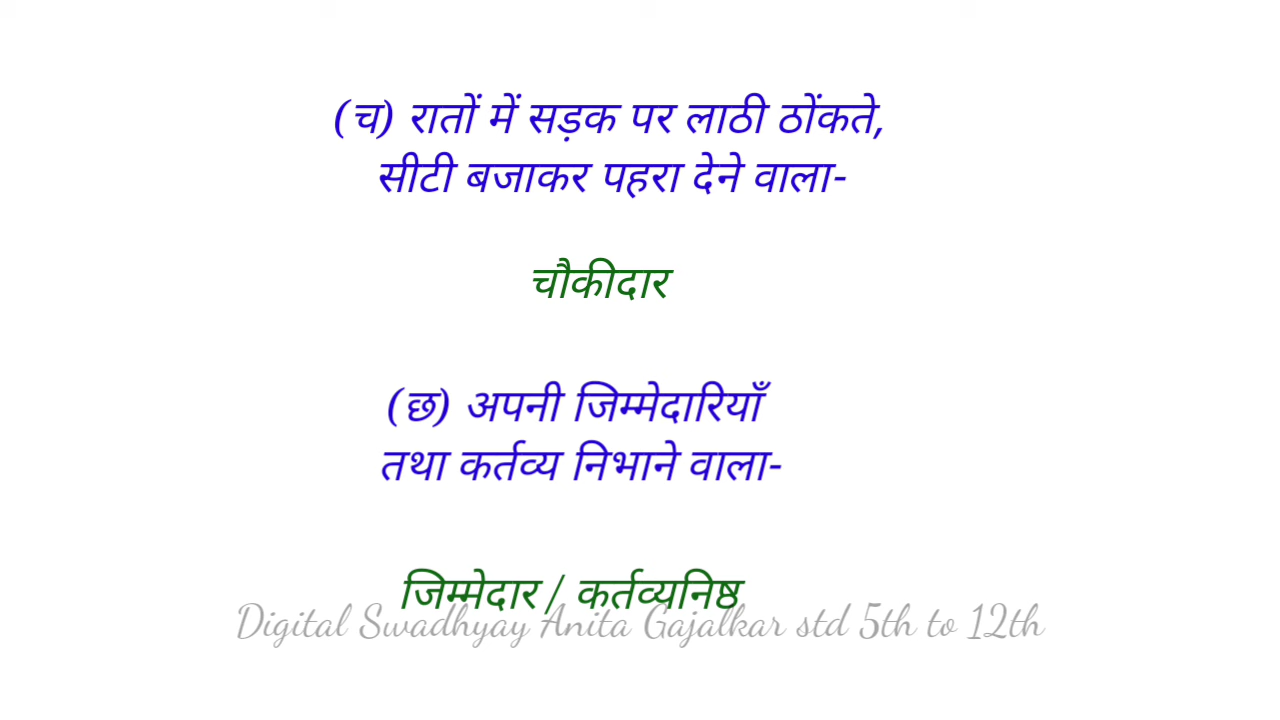 (च) रातों में सड़क पर लाठी ठोंकते,
सीटी बजाकर पहरा देने वाला-
चौकीदार
(छ) अपनी जिम्मेदारियाँ
तथा कर्तव्य निभाने वाला-
जिम्मेदार / कर्तव्यनिष्ठ
Digital Swadhyay Anita Gajalkar std 5th to 12th